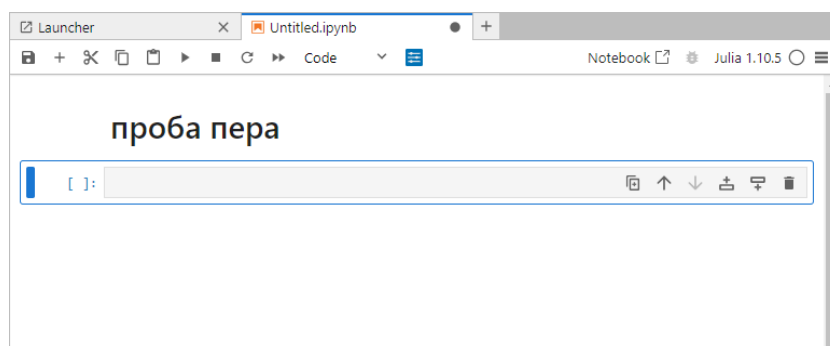 Launcher
Untitled.ipynb
Code
Notebook
Julia 1.10.5
проба пера
[ ]: